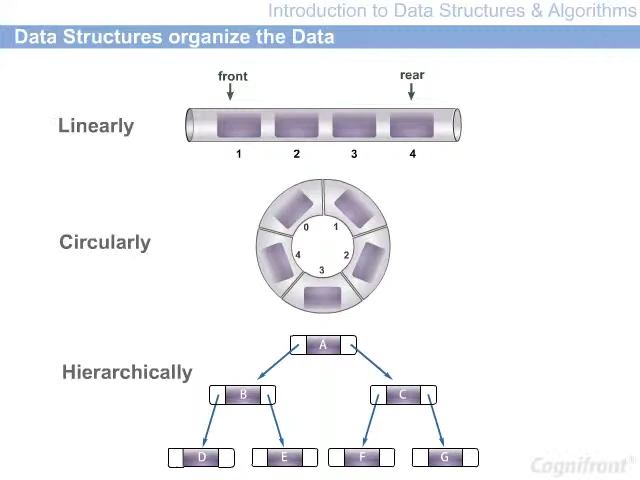 Introduction to Data Structures & Algorithms
Data Structures organize the Data
front rear
Linearly
1 2 3 4
Circularly
0 1
4 2
3
A
Hierarchically
B C
D E F G
Cognifront®